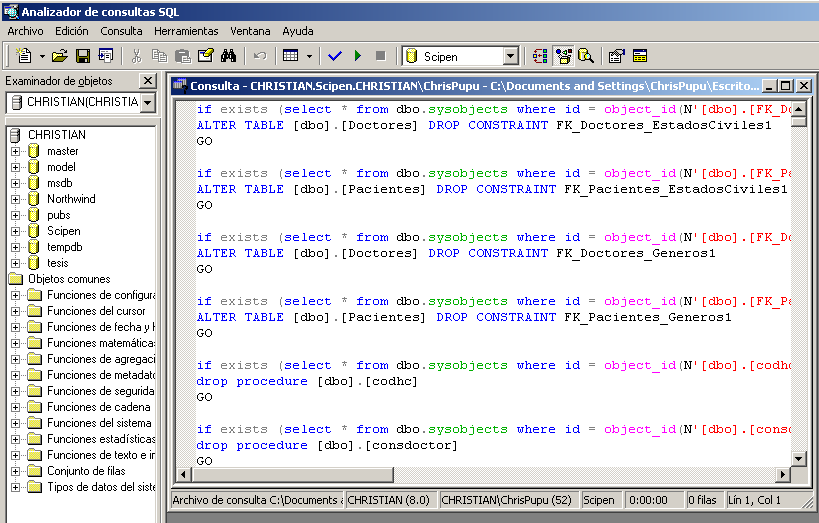 Analizador de consultas SQL
Archivo Edición Consulta Herramientas Ventana Ayuda
Scipen
Examinador de objetos
CHRISTIAN(CHRISTIA
CHRISTIAN
master
model
msdb
Northwind
pubs
Scipen
tempdb
tesis
Objetos comunes
Funciones de configura
Funciones del cursor
Funciones de fecha y h
Funciones matemáticas
Funciones de agregaci
Funciones de metadato
Funciones de segurida
Funciones de cadena
Funciones del sistema
Funciones estadísticas
Funciones de texto e in
Conjunto de filas
Tipos de datos del siste
Consulta - CHRISTIAN.Scipen.CHRISTIAN\ChrisPupu - C:\Documents and Settings\ChrisPupu\Escrito...
if exists (select * from dbo.sysobjects where id = object_id(N'[dbo].[FK_Do
ALTER TABLE [dbo].[Doctores] DROP CONSTRAINT FK_Doctores_EstadosCiviles1
GO
if exists (select * from dbo.sysobjects where id = object_id(N'[dbo].[FK_Pa
ALTER TABLE [dbo].[Pacientes] DROP CONSTRAINT FK_Pacientes_EstadosCiviles1
GO
if exists (select * from dbo.sysobjects where id = object_id(N'[dbo].[FK_Do
ALTER TABLE [dbo].[Doctores] DROP CONSTRAINT FK_Doctores_Generos1
GO
if exists (select * from dbo.sysobjects where id = object_id(N'[dbo].[FK_Pa
ALTER TABLE [dbo].[Pacientes] DROP CONSTRAINT FK_Pacientes_Generos1
GO
if exists (select * from dbo.sysobjects where id = object_id(N'[dbo].[codhc
drop procedure [dbo].[codhc]
GO
if exists (select * from dbo.sysobjects where id = object_id(N'[dbo].[consd
drop procedure [dbo].[consdoctor]
GO
Archivo de consulta C:\Documents a CHRISTIAN (8.0) CHRISTIAN\ChrisPupu (52) Scipen 0:00:00 0 filas Lín 1, Col 1